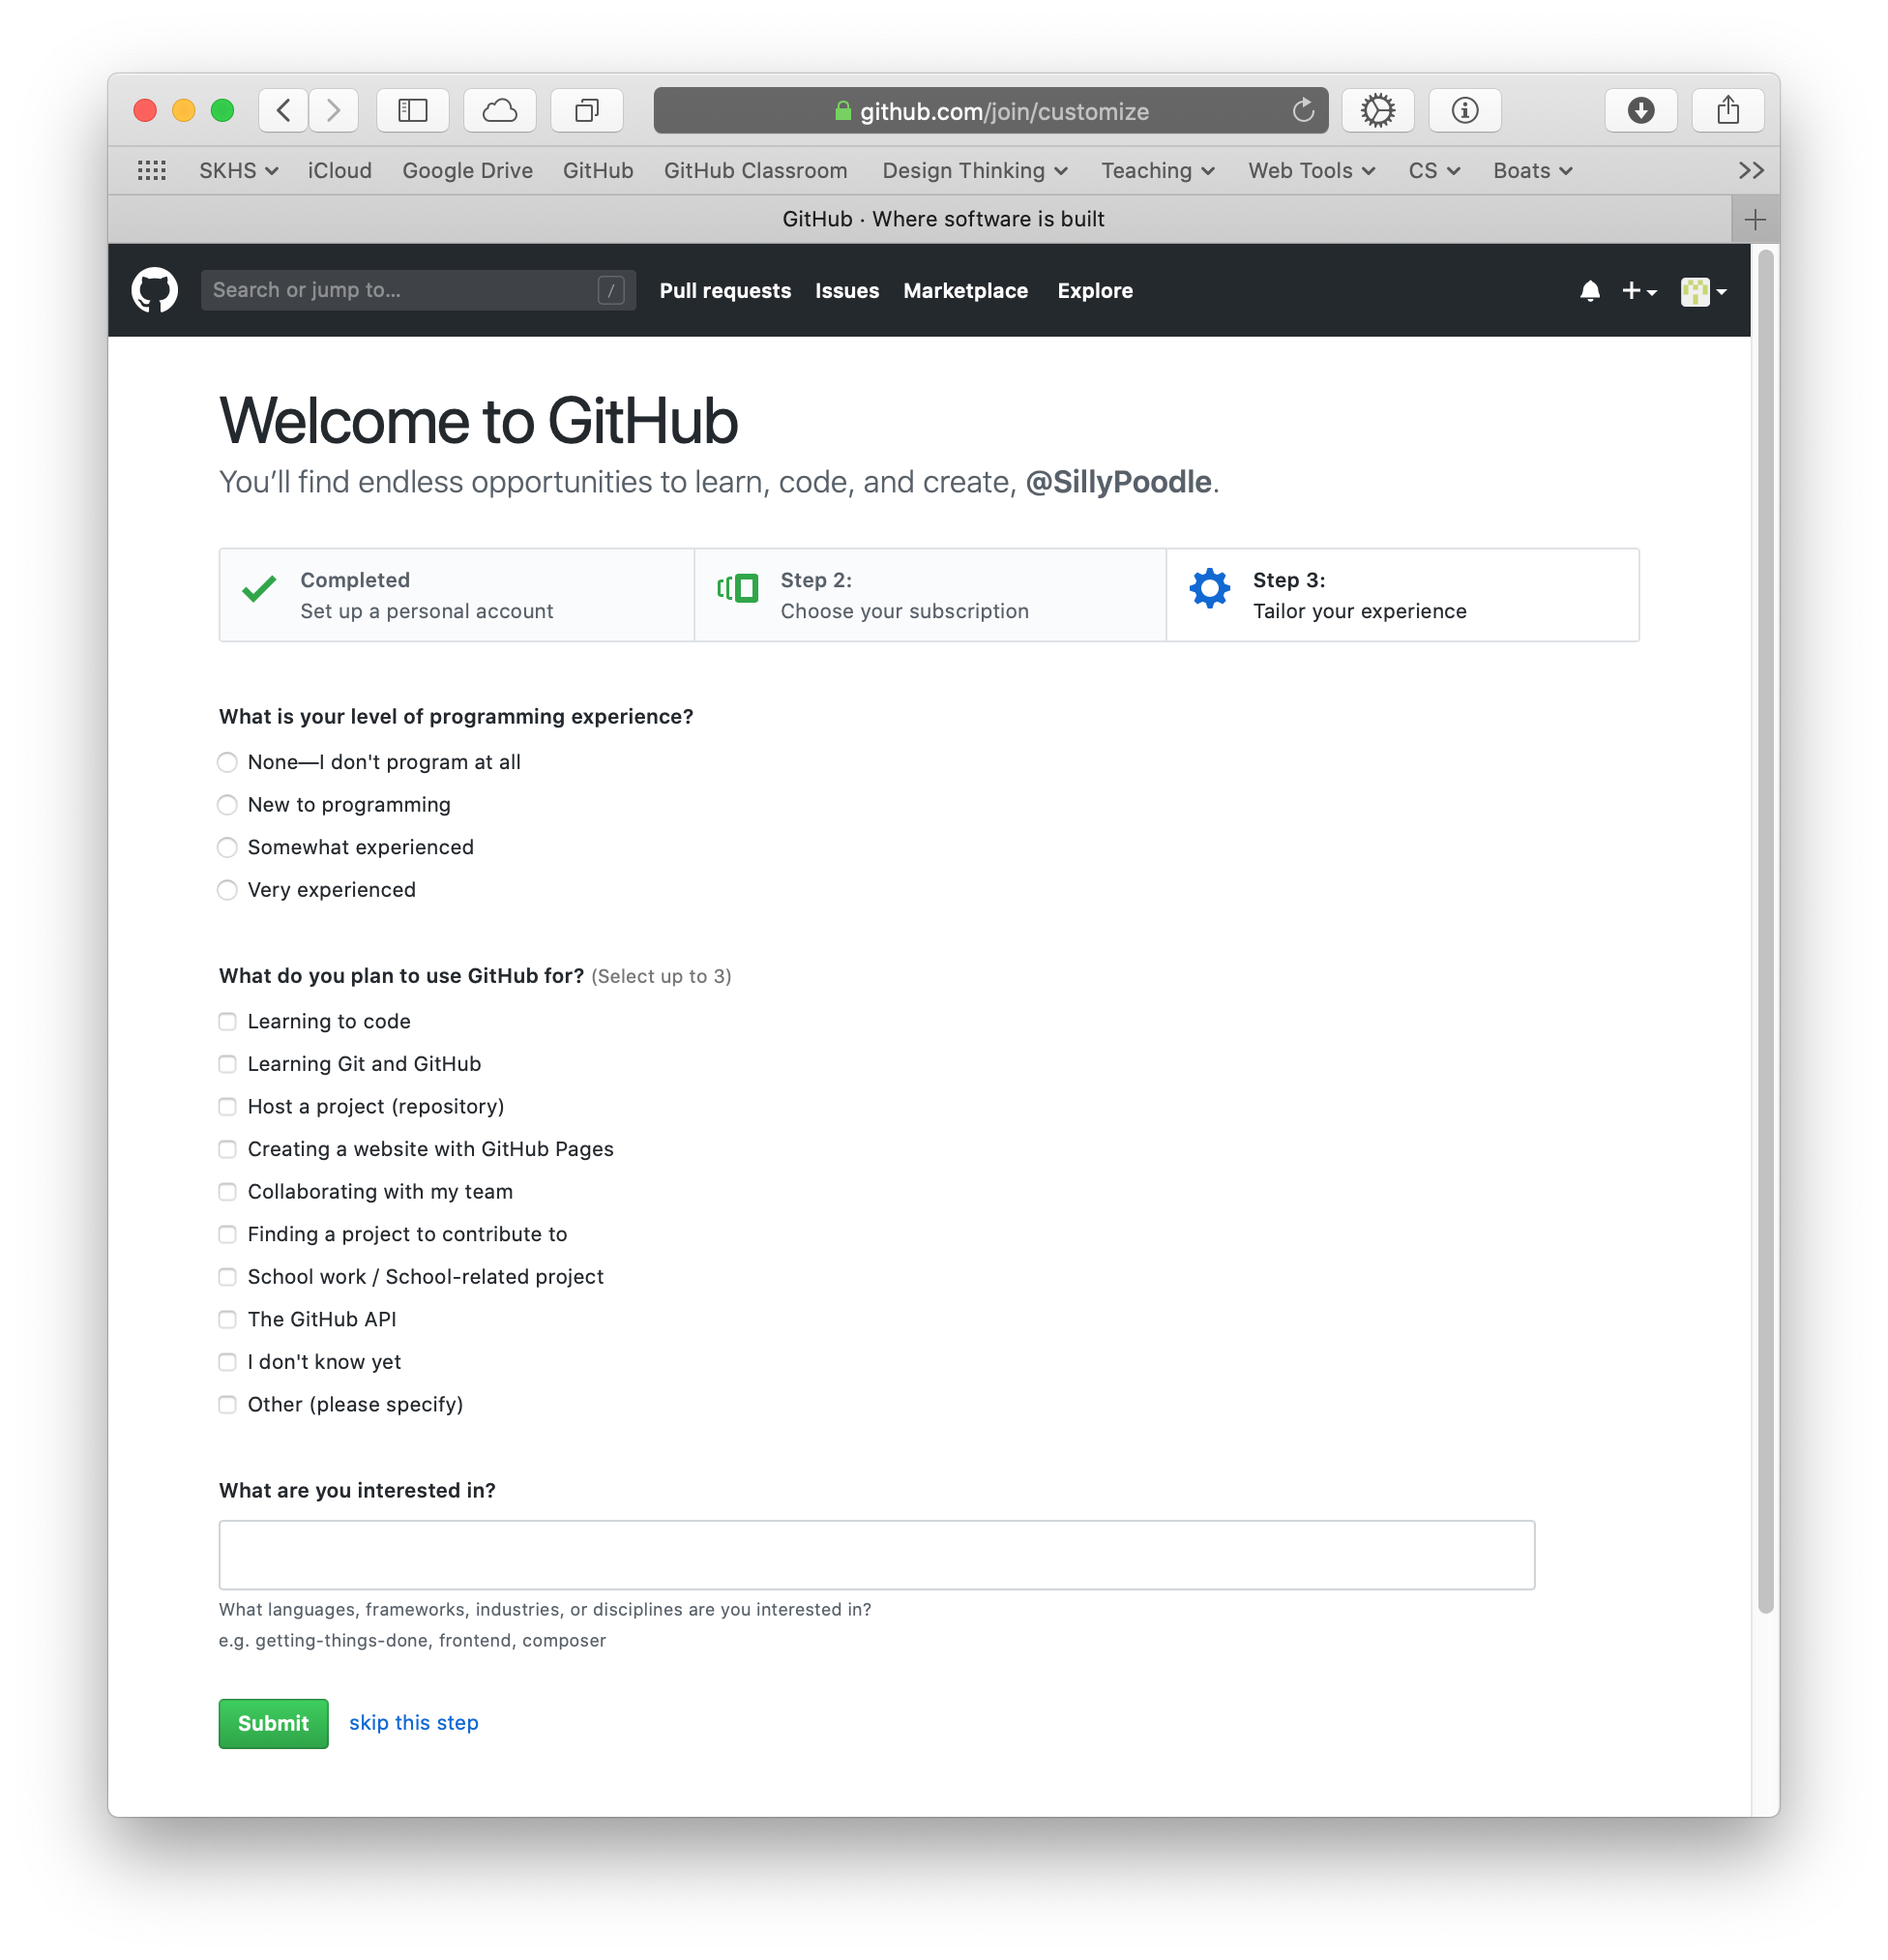 github.com/join/customize
SKHS iCloud Google Drive GitHub GitHub Classroom Design Thinking Teaching Web Tools CS Boats
GitHub · Where software is built
Search or jump to... / Pull requests Issues Marketplace Explore
Welcome to GitHub
You’ll find endless opportunities to learn, code, and create, @SillyPoodle.
Completed
Set up a personal account
Step 2:
Choose your subscription
Step 3:
Tailor your experience
What is your level of programming experience?
None—I don't program at all
New to programming
Somewhat experienced
Very experienced
What do you plan to use GitHub for? (Select up to 3)
Learning to code
Learning Git and GitHub
Host a project (repository)
Creating a website with GitHub Pages
Collaborating with my team
Finding a project to contribute to
School work / School-related project
The GitHub API
I don't know yet
Other (please specify)
What are you interested in?
What languages, frameworks, industries, or disciplines are you interested in?
e.g. getting-things-done, frontend, composer
Submit skip this step